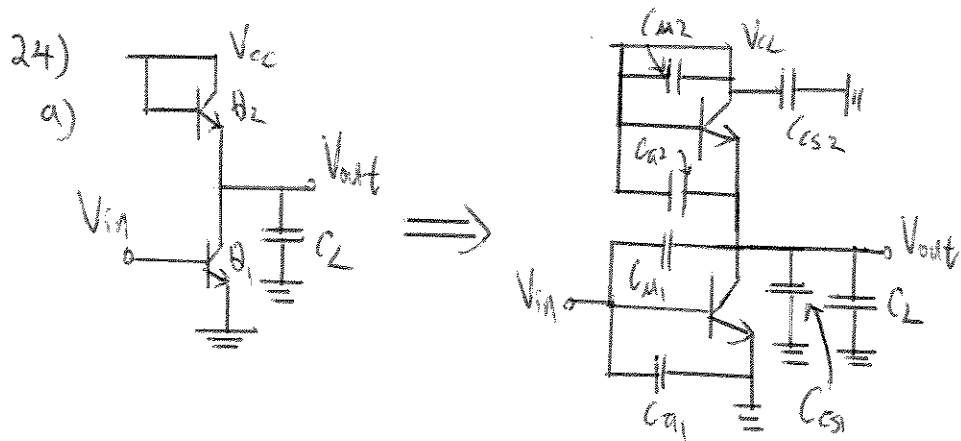 24)
a)
Vcc
Q2
Vout
Vin
Q1
CL
Cμ2
Vcc
Ccs2
Cπ2
Cμ1
Vout
Vin
CL
Cπ1
Ccs1